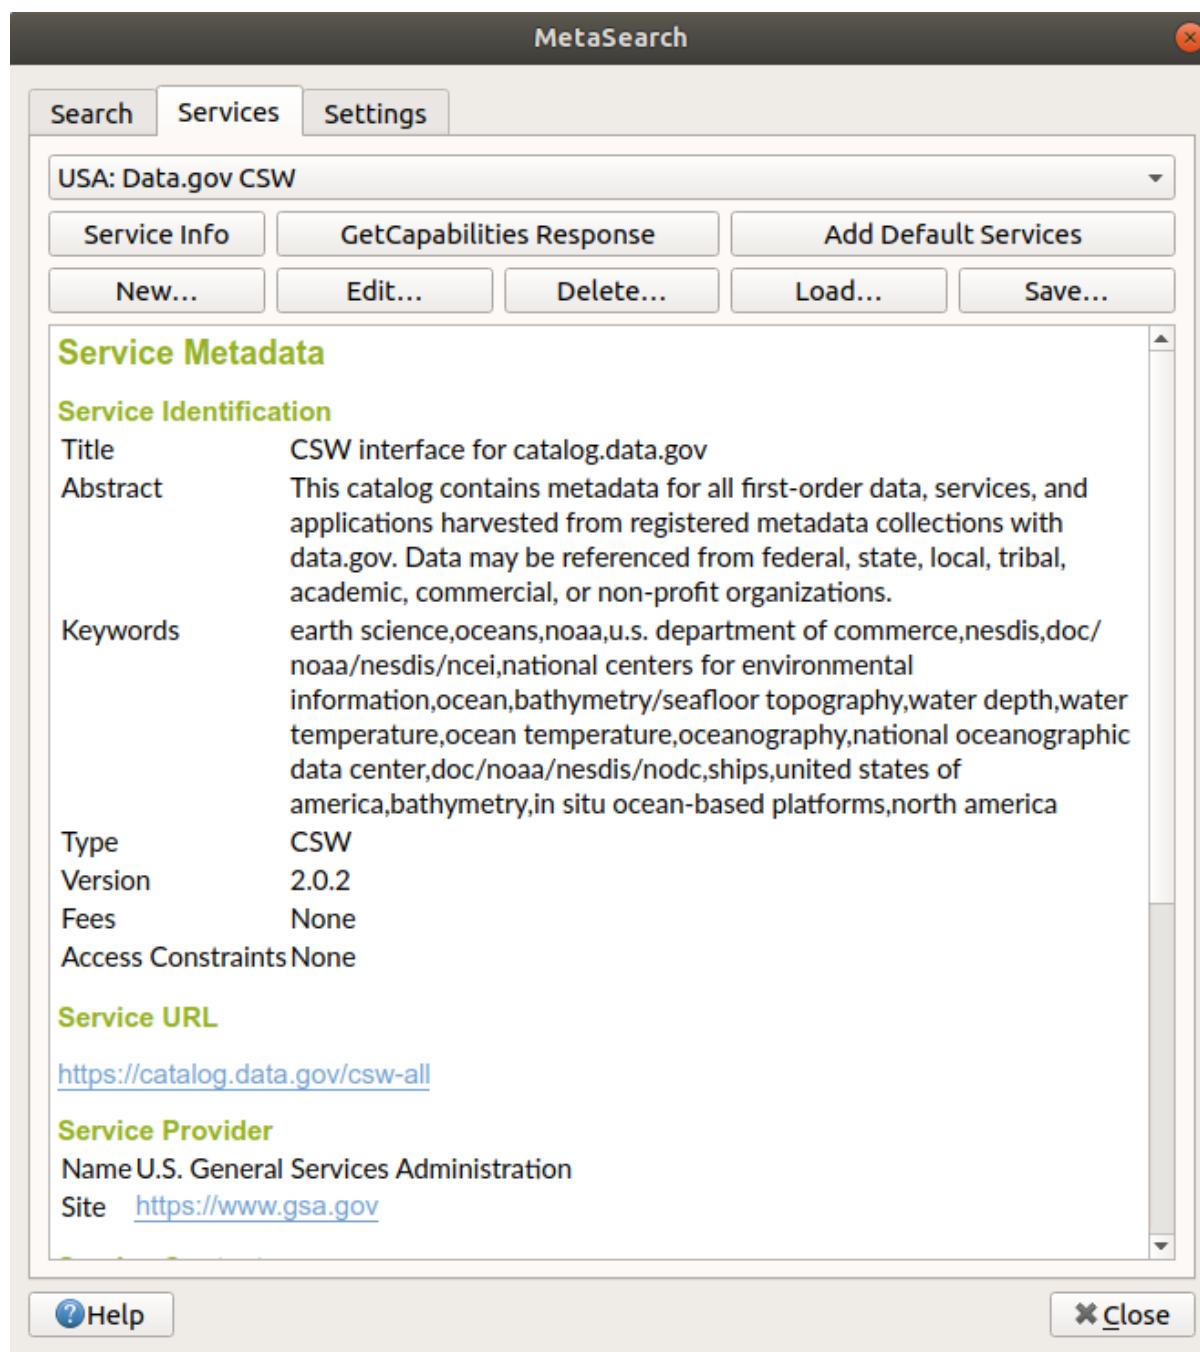 MetaSearch
Search Services Settings
USA: Data.gov CSW
Service Info GetCapabilities Response Add Default Services
New... Edit... Delete... Load... Save...
Service Metadata
Service Identification
Title CSW interface for catalog.data.gov
Abstract This catalog contains metadata for all first-order data, services, and
applications harvested from registered metadata collections with
data.gov. Data may be referenced from federal, state, local, tribal,
academic, commercial, or non-profit organizations.
Keywords earth science,oceans,noaa,u.s. department of commerce,nesdis,doc/
noaa/nesdis/ncei,national centers for environmental
information,ocean,bathymetry/seafloor topography,water depth,water
temperature,ocean temperature,oceanography,national oceanographic
data center,doc/noaa/nesdis/nodc,ships,united states of
america,bathymetry,in situ ocean-based platforms,north america
Type CSW
Version 2.0.2
Fees None
Access Constraints None
Service URL
https://catalog.data.gov/csw-all
Service Provider
Name U.S. General Services Administration
Site https://www.gsa.gov
Help Close